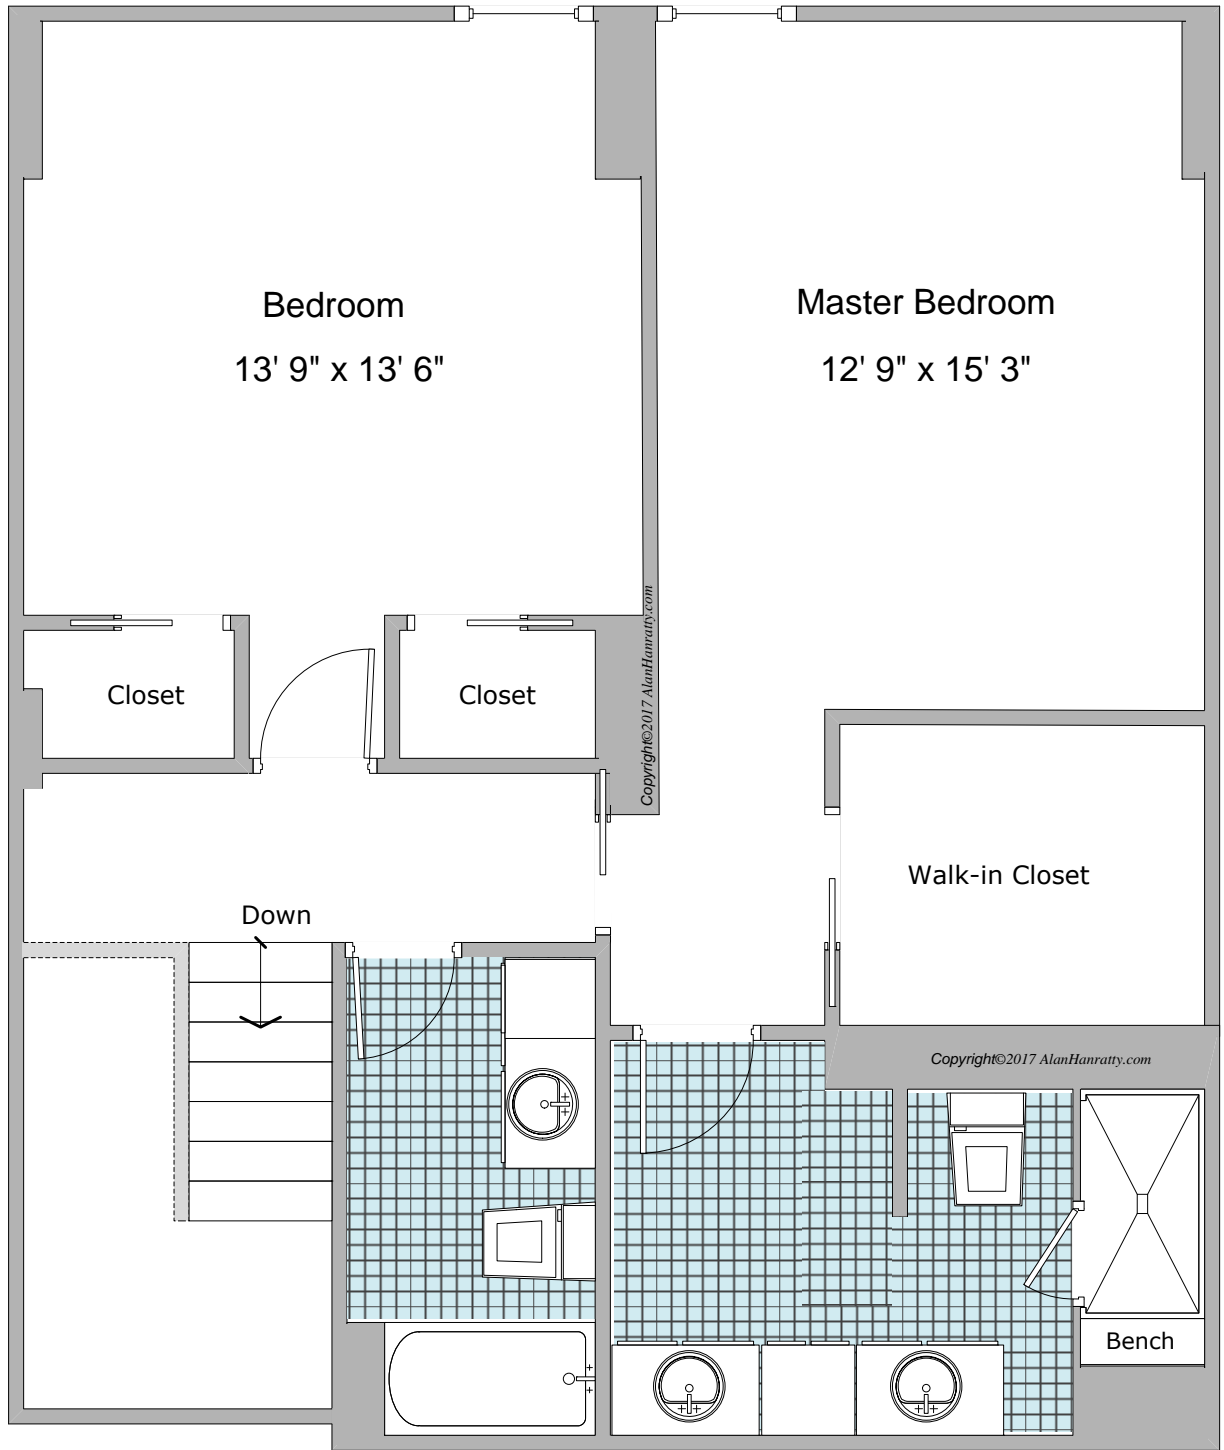 Bedroom
13' 9" x 13' 6"
Master Bedroom
12' 9" x 15' 3"
Copyright©2017 AlanHanratty.com
Closet
Closet
Walk-in Closet
Down
Copyright©2017 AlanHanratty.com
Bench